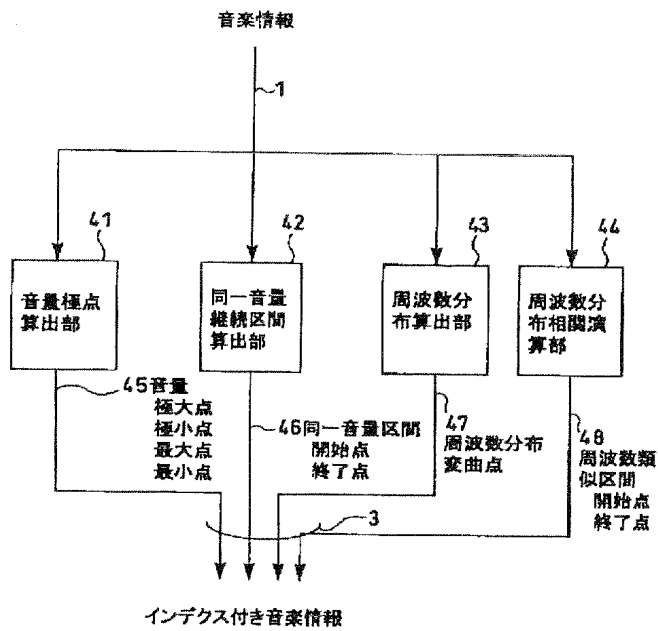 音楽情報
1
41
42
43
44
音量極点
算出部
同一音量
継続区間
算出部
周波数分
布算出部
周波数分
布相関演
算部
45音量
極大点
極小点
最大点
最小点
46同一音量区間
開始点
終了点
47
周波数分布
変曲点
48
周波数類
似区間
開始点
終了点
3
インデクス付き音楽情報